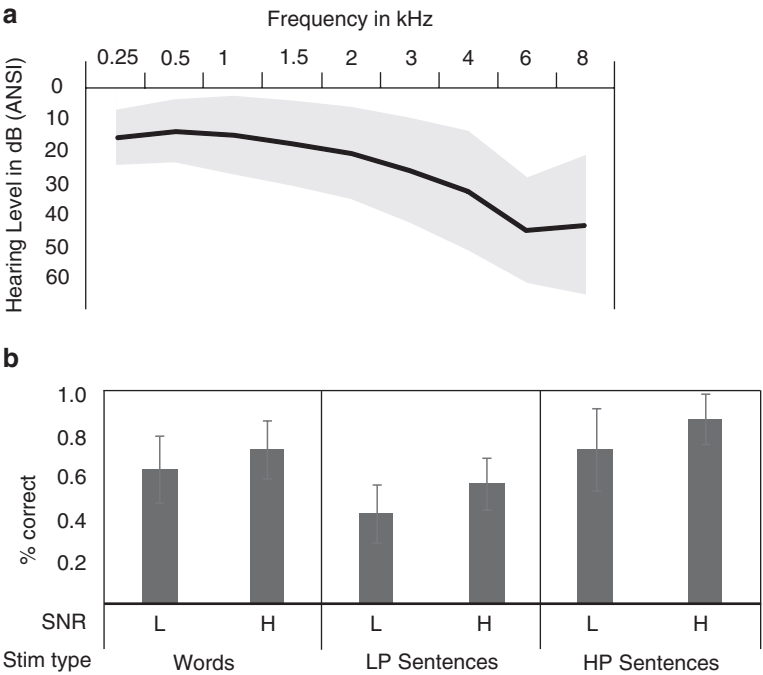 a
Frequency in kHz
0.25 0.5 1 1.5 2 3 4 6 8
Hearing Level in dB (ANSI)
0
10
20
30
40
50
60
b
% correct
1.0
0.8
0.6
0.4
0.2
SNR L H L H L H
Stim type Words LP Sentences HP Sentences